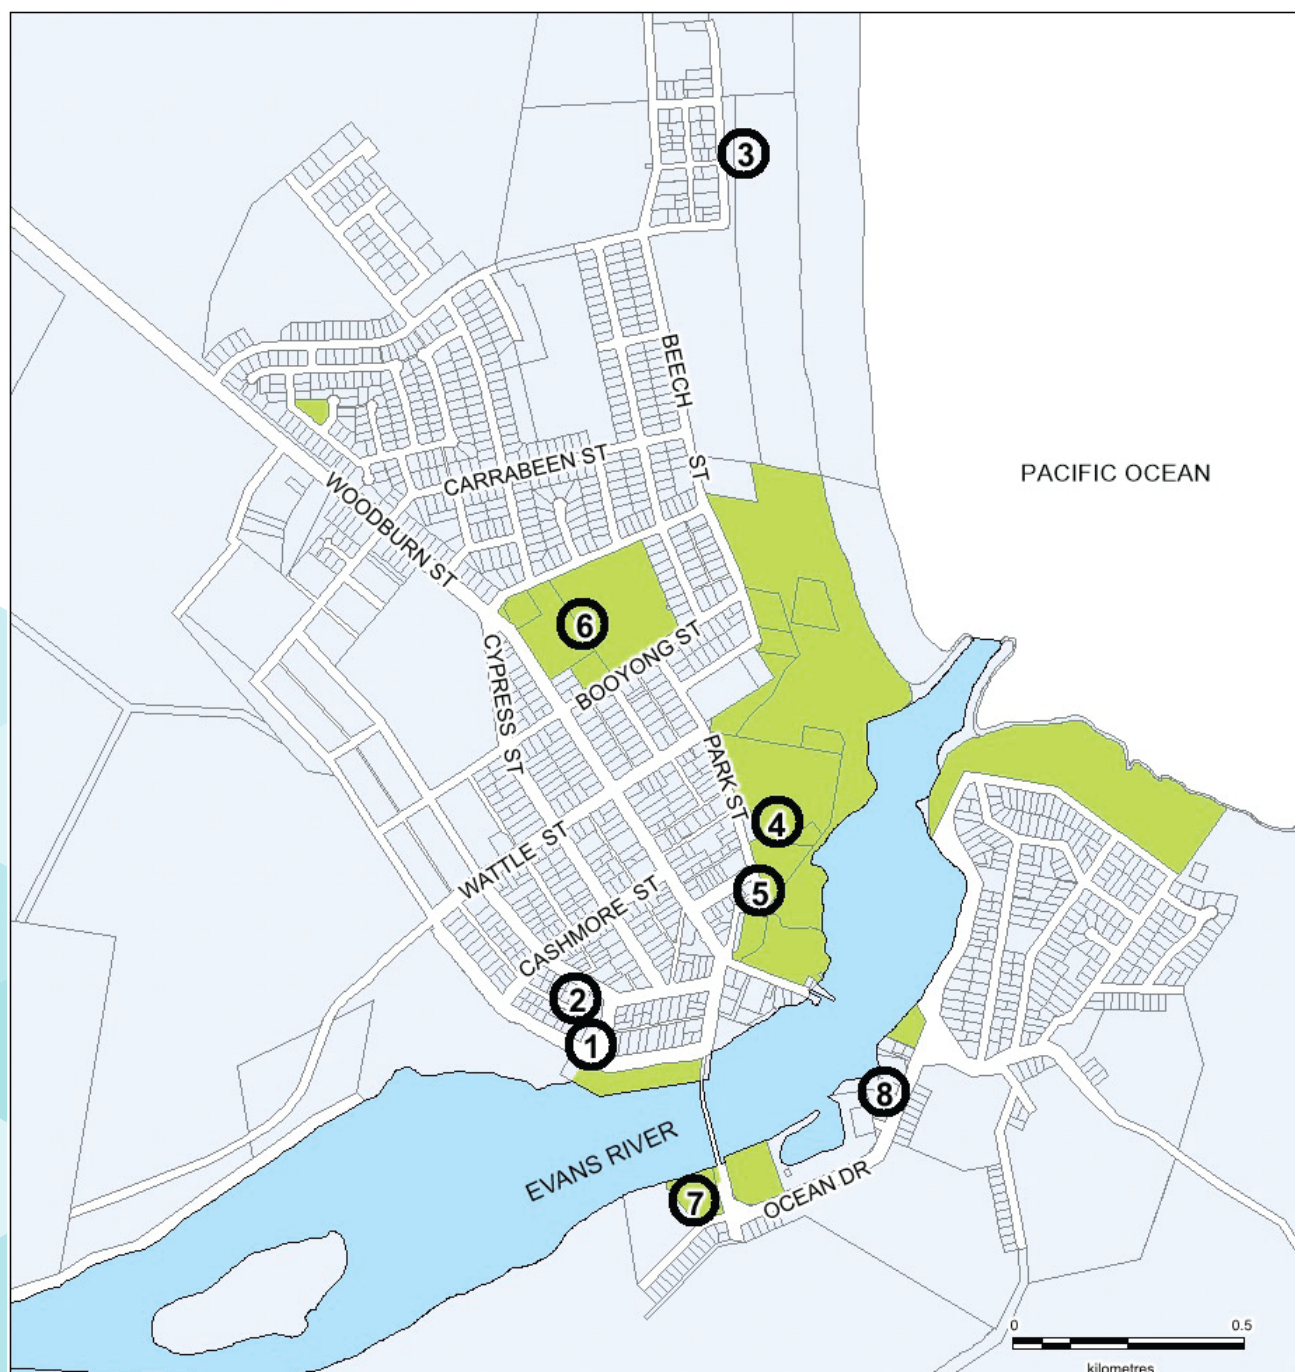 3
BEECH ST
PACIFIC OCEAN
CARRABEEN ST
WOODBURN ST
6
CYPRESS ST
BOOYONG ST
PARK ST
4
WATTLE ST
5
CASHMORE ST
2
1
8
EVANS RIVER
7
OCEAN DR
0 0.5
kilometres